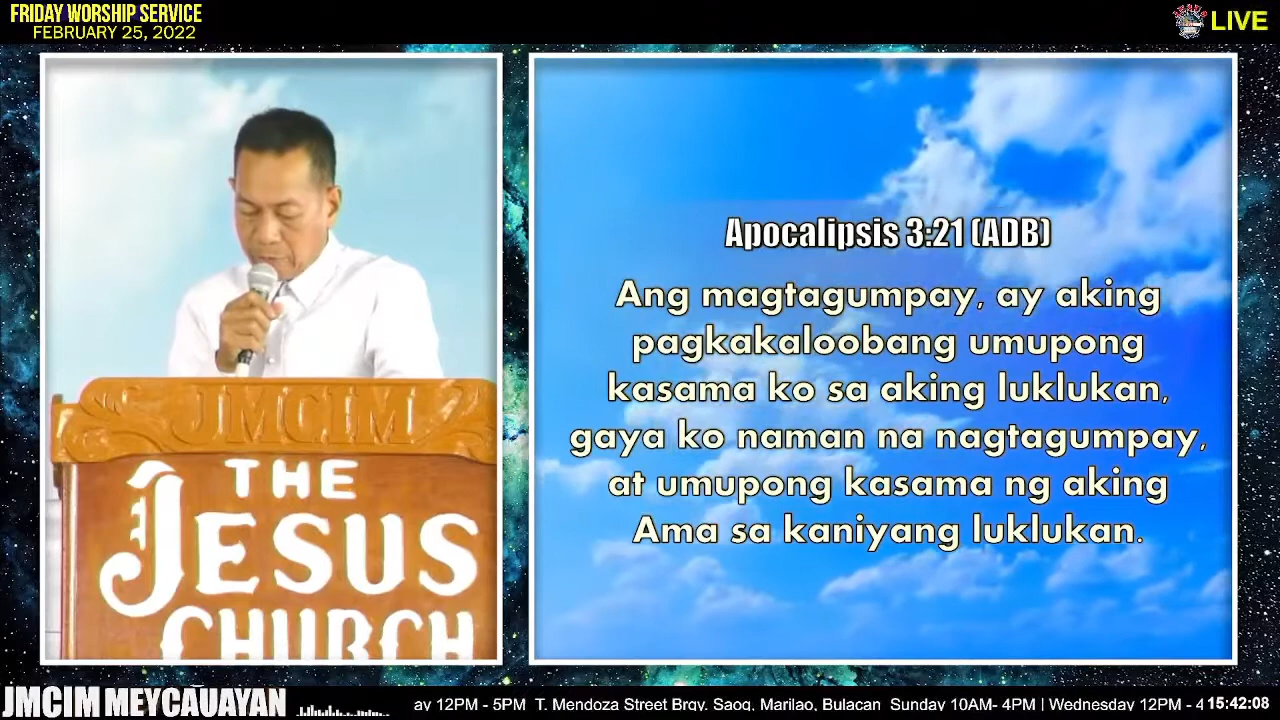 FRIDAY WORSHIP SERVICE
FEBRUARY 25, 2022
LIVE
JMCIM
THE
JESUS
CHURCH
Apocalipsis 3:21 (ADB)
Ang magtagumpay, ay aking
pagkakaloobang umupong
kasama ko sa aking luklukan,
gaya ko naman na nagtagumpay,
at umupong kasama ng aking
Ama sa kaniyang luklukan.
JMCIM MEYCAUAYAN
ay 12PM - 5PM T. Mendoza Street Brgy. Saog, Marilao, Bulacan Sunday 10AM- 4PM | Wednesday 12PM - 4
15:42:08